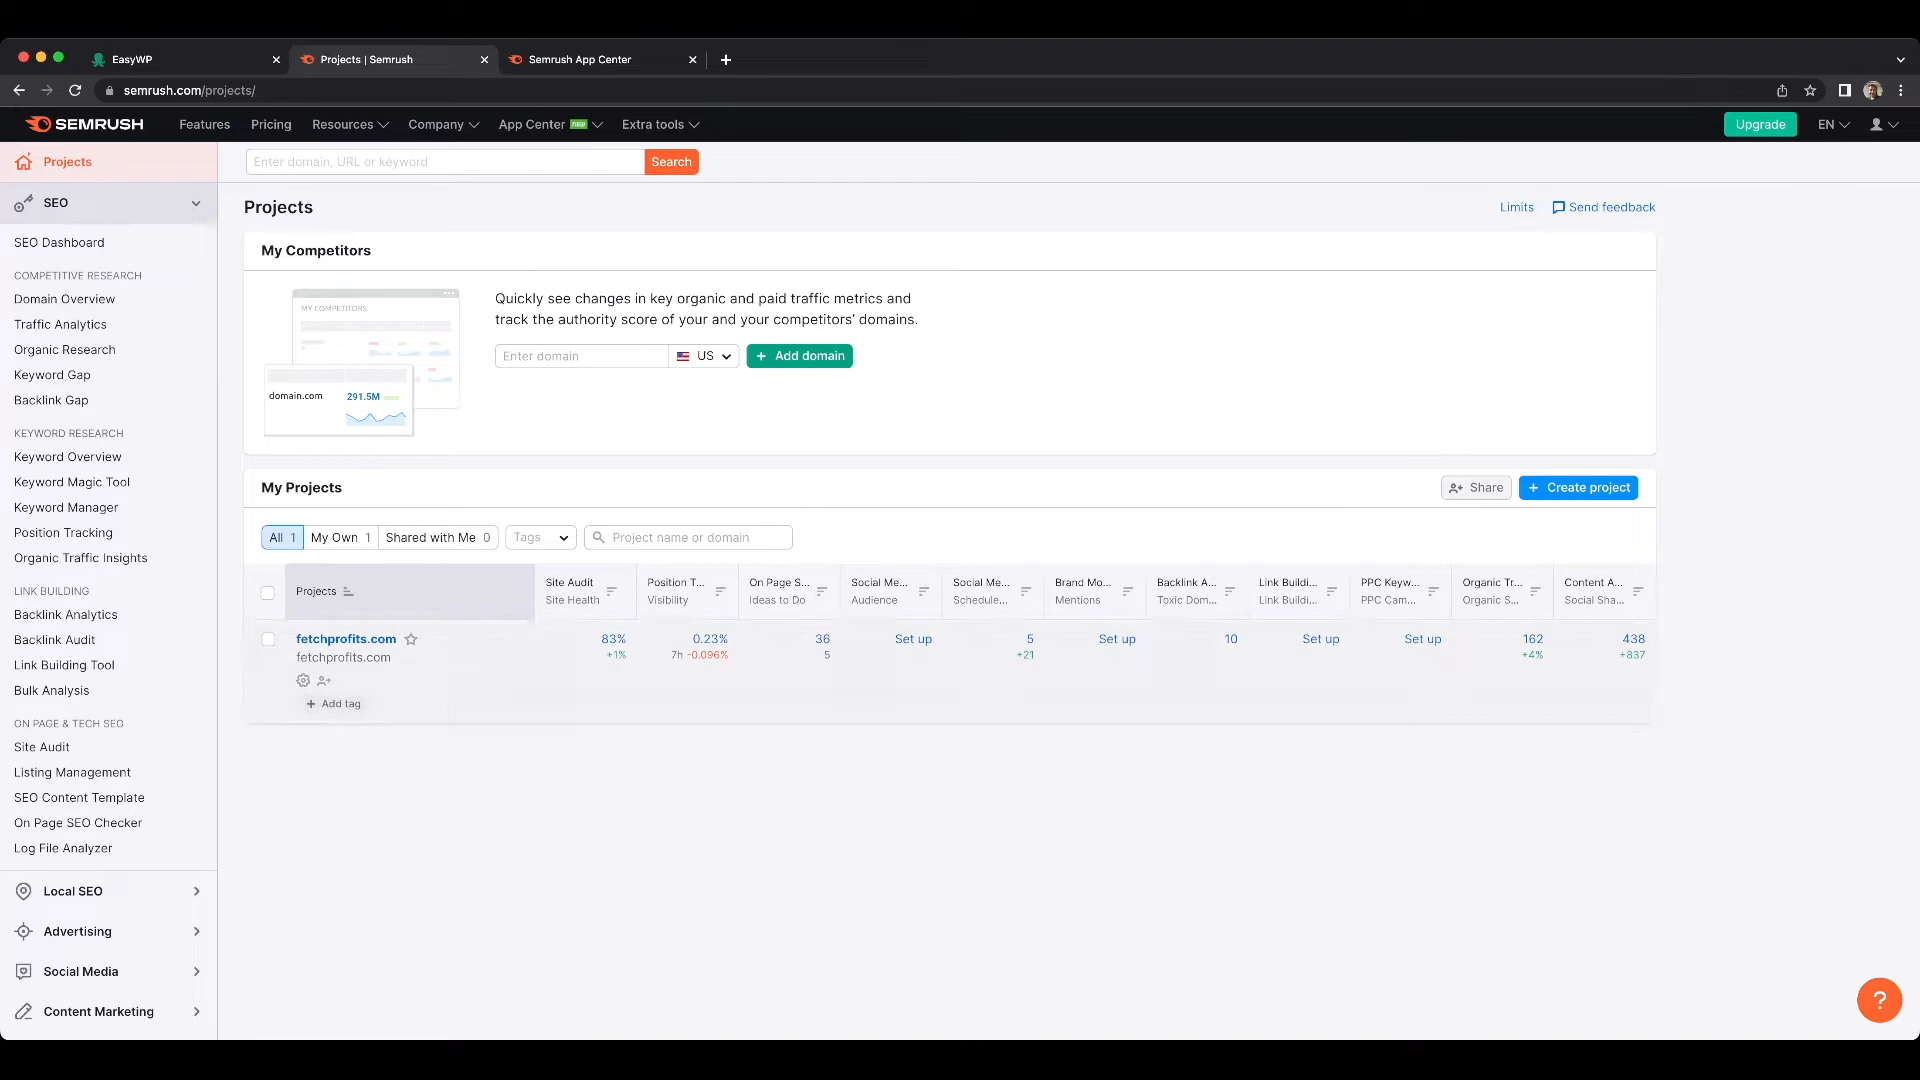 EasyWP
Projects | Semrush
Semrush App Center
semrush.com/projects/
SEMRUSH
Features
Pricing
Resources
Company
App Center new
Extra tools
Upgrade
EN
Projects
Enter domain, URL or keyword
Search
SEO
SEO Dashboard
COMPETITIVE RESEARCH
Domain Overview
Traffic Analytics
Organic Research
Keyword Gap
Backlink Gap
KEYWORD RESEARCH
Keyword Overview
Keyword Magic Tool
Keyword Manager
Position Tracking
Organic Traffic Insights
LINK BUILDING
Backlink Analytics
Backlink Audit
Link Building Tool
Bulk Analysis
ON PAGE & TECH SEO
Site Audit
Listing Management
SEO Content Template
On Page SEO Checker
Log File Analyzer
Local SEO
Advertising
Social Media
Content Marketing
Projects
Limits
Send feedback
My Competitors
MY COMPETITORS
domain.com 291.5M
Quickly see changes in key organic and paid traffic metrics and
track the authority score of your and your competitors' domains.
Enter domain
US
+ Add domain
My Projects
Share
+ Create project
All 1
My Own 1
Shared with Me 0
Tags
Project name or domain
Projects
Site Audit
Site Health
Position T...
Visibility
On Page S...
Ideas to Do
Social Me...
Audience
Social Me...
Schedule...
Brand Mo...
Mentions
Backlink A...
Toxic Dom...
Link Buildi...
Link Buildi...
PPC Keyw...
PPC Cam...
Organic Tr...
Organic S...
Content A...
Social Sha...
fetchprofits.com
fetchprofits.com
+ Add tag
83%
+1%
0.23%
7h -0.096%
36
5
Set up
5
+21
Set up
10
Set up
Set up
162
+4%
438
+837
?